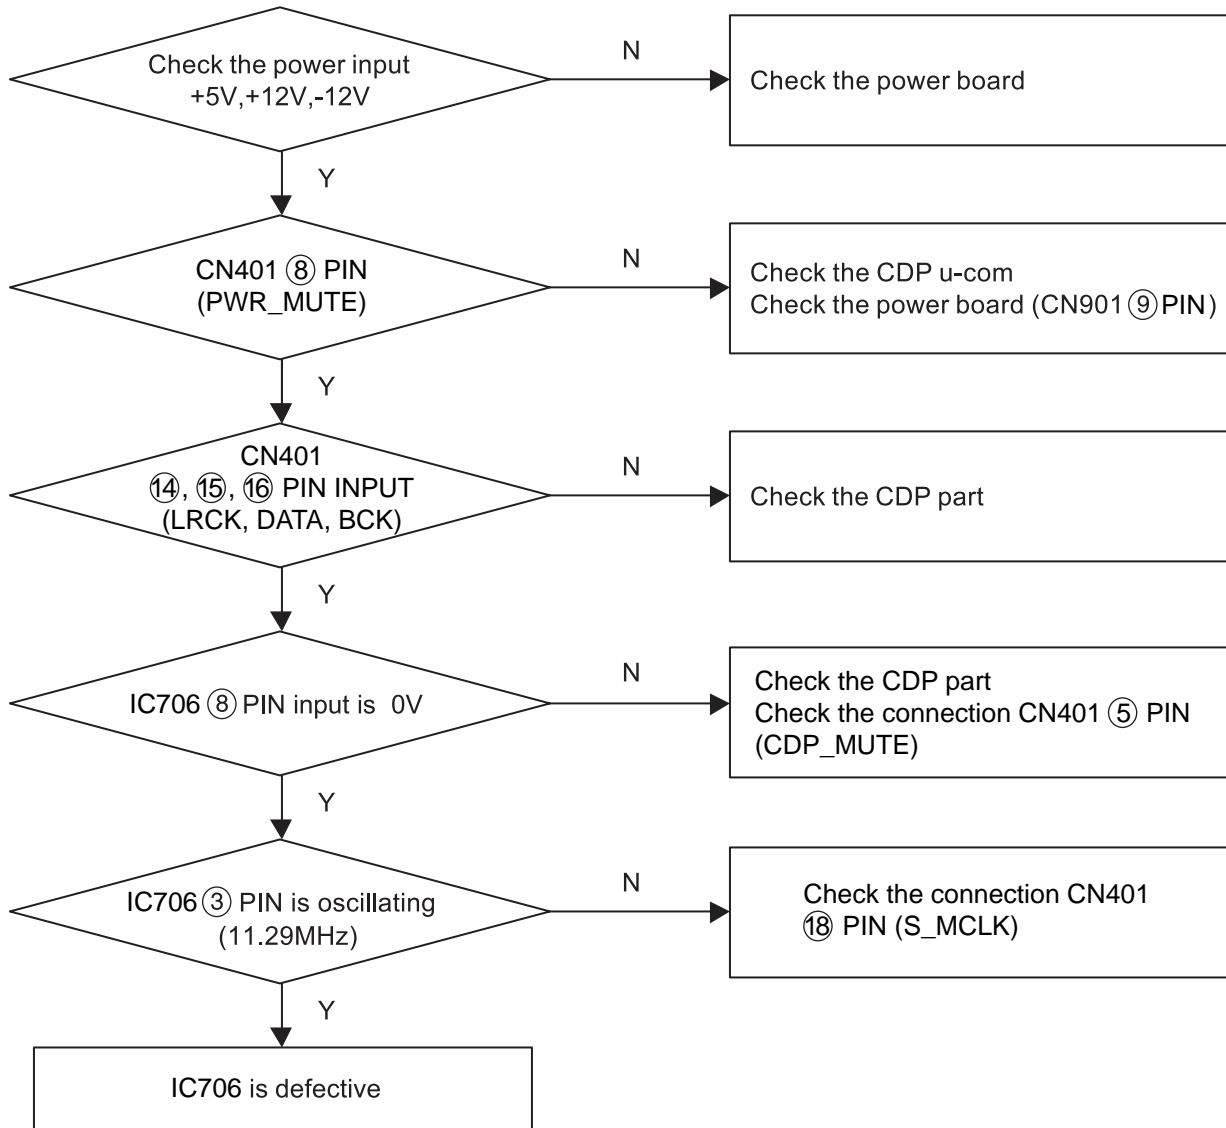 Check the power input
+5V,+12V,-12V
N
Check the power board
Y
CN401 ⑧ PIN
(PWR_MUTE)
N
Check the CDP u-com
Check the power board (CN901 ⑨ PIN)
Y
CN401
⑭, ⑮, ⑯ PIN INPUT
(LRCK, DATA, BCK)
N
Check the CDP part
Y
IC706 ⑧ PIN input is 0V
N
Check the CDP part
Check the connection CN401 ⑤ PIN
(CDP_MUTE)
Y
IC706 ③ PIN is oscillating
(11.29MHz)
N
Check the connection CN401
⑱ PIN (S_MCLK)
Y
IC706 is defective